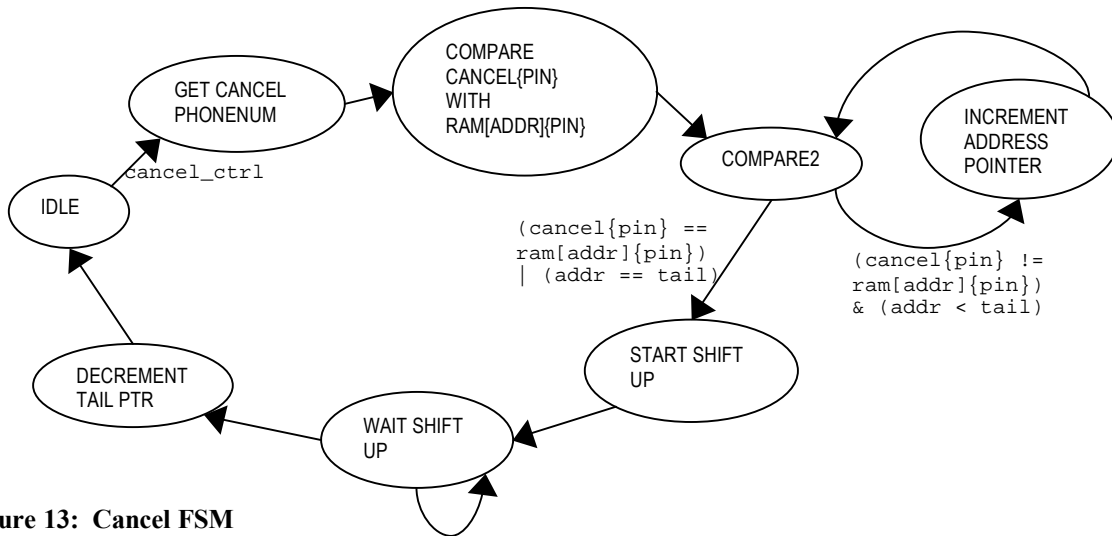 COMPARE
CANCEL{PIN}
WITH
RAM[ADDR]{PIN}
GET CANCEL
PHONENUM
INCREMENT
ADDRESS
POINTER
COMPARE2
cancel_ctrl
IDLE
(cancel{pin} ==
ram[addr]{pin})
| (addr == tail)
(cancel{pin} !=
ram[addr]{pin})
& (addr < tail)
START SHIFT
UP
DECREMENT
TAIL PTR
WAIT SHIFT
UP
ure 13: Cancel FSM